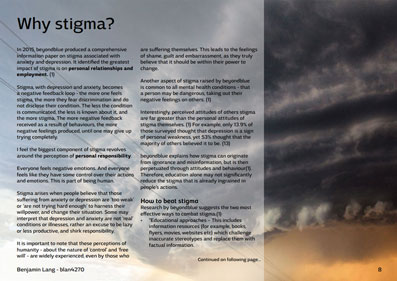 Why stigma?
In 2015, beyondblue produced a comprehensive
information paper on stigma associated with
anxiety and depression. It identified the greatest
impact of stigma is on personal relationships and
employment. (1)
Stigma, with depression and anxiety, becomes
a negative feedback loop - the more one feels
stigma, the more they fear discrimination and do
not disclose their condition. The less the condition
is communicated, the less is known about it, and
the more stigma. The more negative feedback
received as a result of behaviours, the more
negative feelings produced, until one may give up
trying completely.
I feel the biggest component of stigma revolves
around the perception of personal responsibility.
Everyone feels negative emotions. And everyone
feels like they have some control over their actions
and emotions. This is part of being human.
Stigma arises when people believe that those
suffering from anxiety or depression are 'too weak'
or 'are not trying hard enough' to harness their
willpower, and change their situation. Some may
interpret that depression and anxiety are not 'real'
conditions or illnesses, rather an excuse to be lazy
or less productive, and shirk responsibility.
It is important to note that these perceptions of
humanity - about the nature of 'control' and 'free
will' - are widely experienced, even by those who
are suffering themselves. This leads to the feelings
of shame, guilt and embarrassment, as they truly
believe that it should be within their power to
change.
Another aspect of stigma raised by beyondblue
is common to all mental health conditions - that
a person may be dangerous, taking out their
negative feelings on others. (1)
Interestingly, perceived attitudes of others stigma
are far greater than the personal attitudes of
stigma themselves. (1) For example, only 13.9% of
those surveyed thought that depression is a sign
of personal weakness, yet 53% thought that the
majority of others believed it to be. (13)
beyondblue explains how stigma can originate
from ignorance and misinformation, but is then
perpetuated through attitudes and behaviour(1).
Therefore, education alone may not significantly
reduce the stigma that is already ingrained in
people's actions.
How to beat stigma
Research by beyondblue suggests the two most
effective ways to combat stigma.(1)
• "Educational approaches – This includes
information resources (for example, books,
flyers, movies, websites etc) which challenge
inaccurate stereotypes and replace them with
factual information.
Continued on following page...
Benjamin Lang - blan4270
8